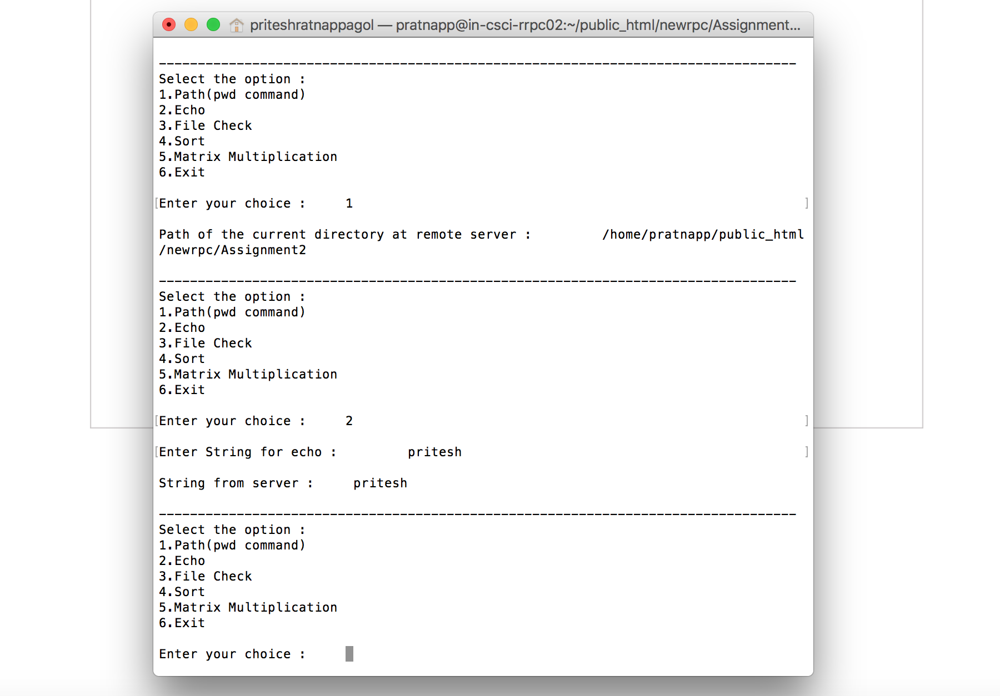 priteshratnappagol — pratnapp@in-csci-rrpc02:~/public_html/newrpc/Assignment...
---------------------------------------------------------------------------------
Select the option :
1.Path(pwd command)
2.Echo
3.File Check
4.Sort
5.Matrix Multiplication
6.Exit
[Enter your choice :     1 ]
Path of the current directory at remote server :         /home/pratnapp/public_html
/newrpc/Assignment2
---------------------------------------------------------------------------------
Select the option :
1.Path(pwd command)
2.Echo
3.File Check
4.Sort
5.Matrix Multiplication
6.Exit
[Enter your choice :     2 ]
[Enter String for echo :         pritesh ]
String from server :     pritesh
---------------------------------------------------------------------------------
Select the option :
1.Path(pwd command)
2.Echo
3.File Check
4.Sort
5.Matrix Multiplication
6.Exit
Enter your choice :